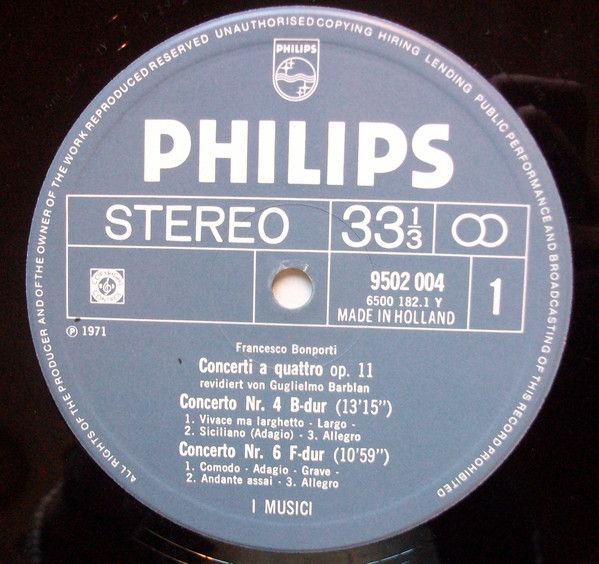 ALL RIGHTS OF THE PRODUCER AND OF THE OWNER OF THE WORK REPRODUCED RESERVED UNAUTHORISED COPYING HIRING LENDING PUBLIC PERFORMANCE AND BROADCASTING OF THIS RECORD PROHIBITED
PHILIPS
PHILIPS
STEREO 33 1/3
9502 004
6500 182.1 Y
MADE IN HOLLAND
1
Ⓟ 1971
Francesco Bonporti
Concerti a quattro op. 11
revidiert von Guglielmo Barblan
Concerto Nr. 4 B-dur (13'15")
1. Vivace ma larghetto - Largo -
2. Siciliano (Adagio) - 3. Allegro
Concerto Nr. 6 F-dur (10'59")
1. Comodo - Adagio - Grave -
2. Andante assai - 3. Allegro
I MUSICI